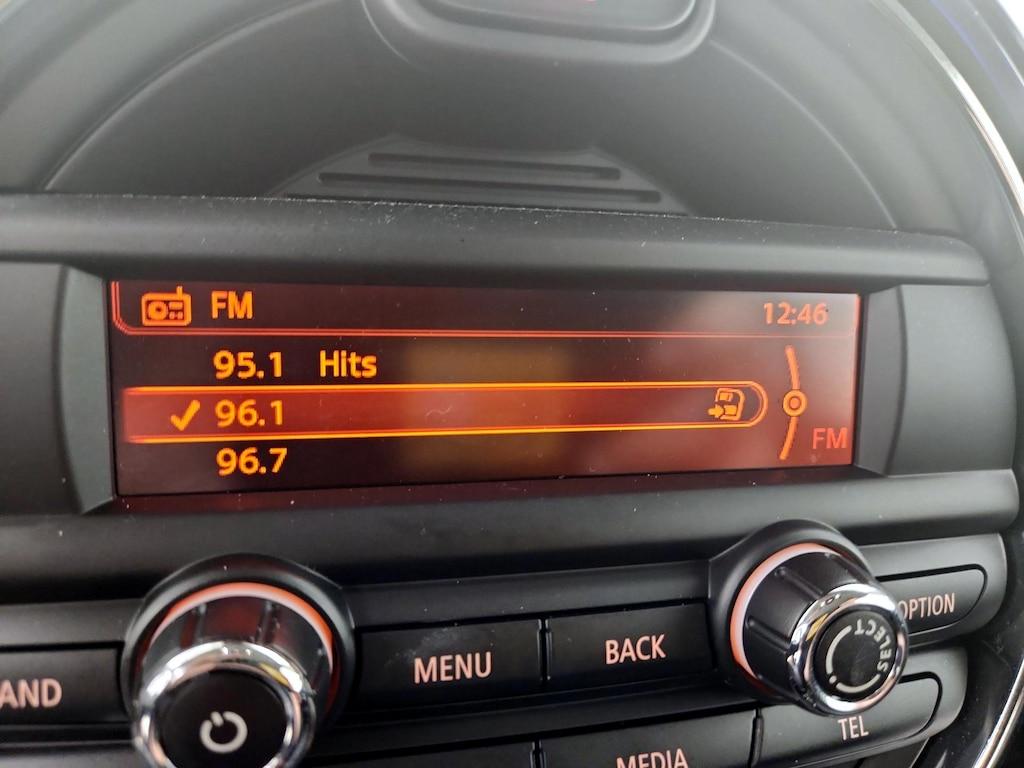 FM 12:46
95.1 Hits
96.1
96.7
FM
OPTION
MENU BACK
SELECT
AND
TEL
MEDIA